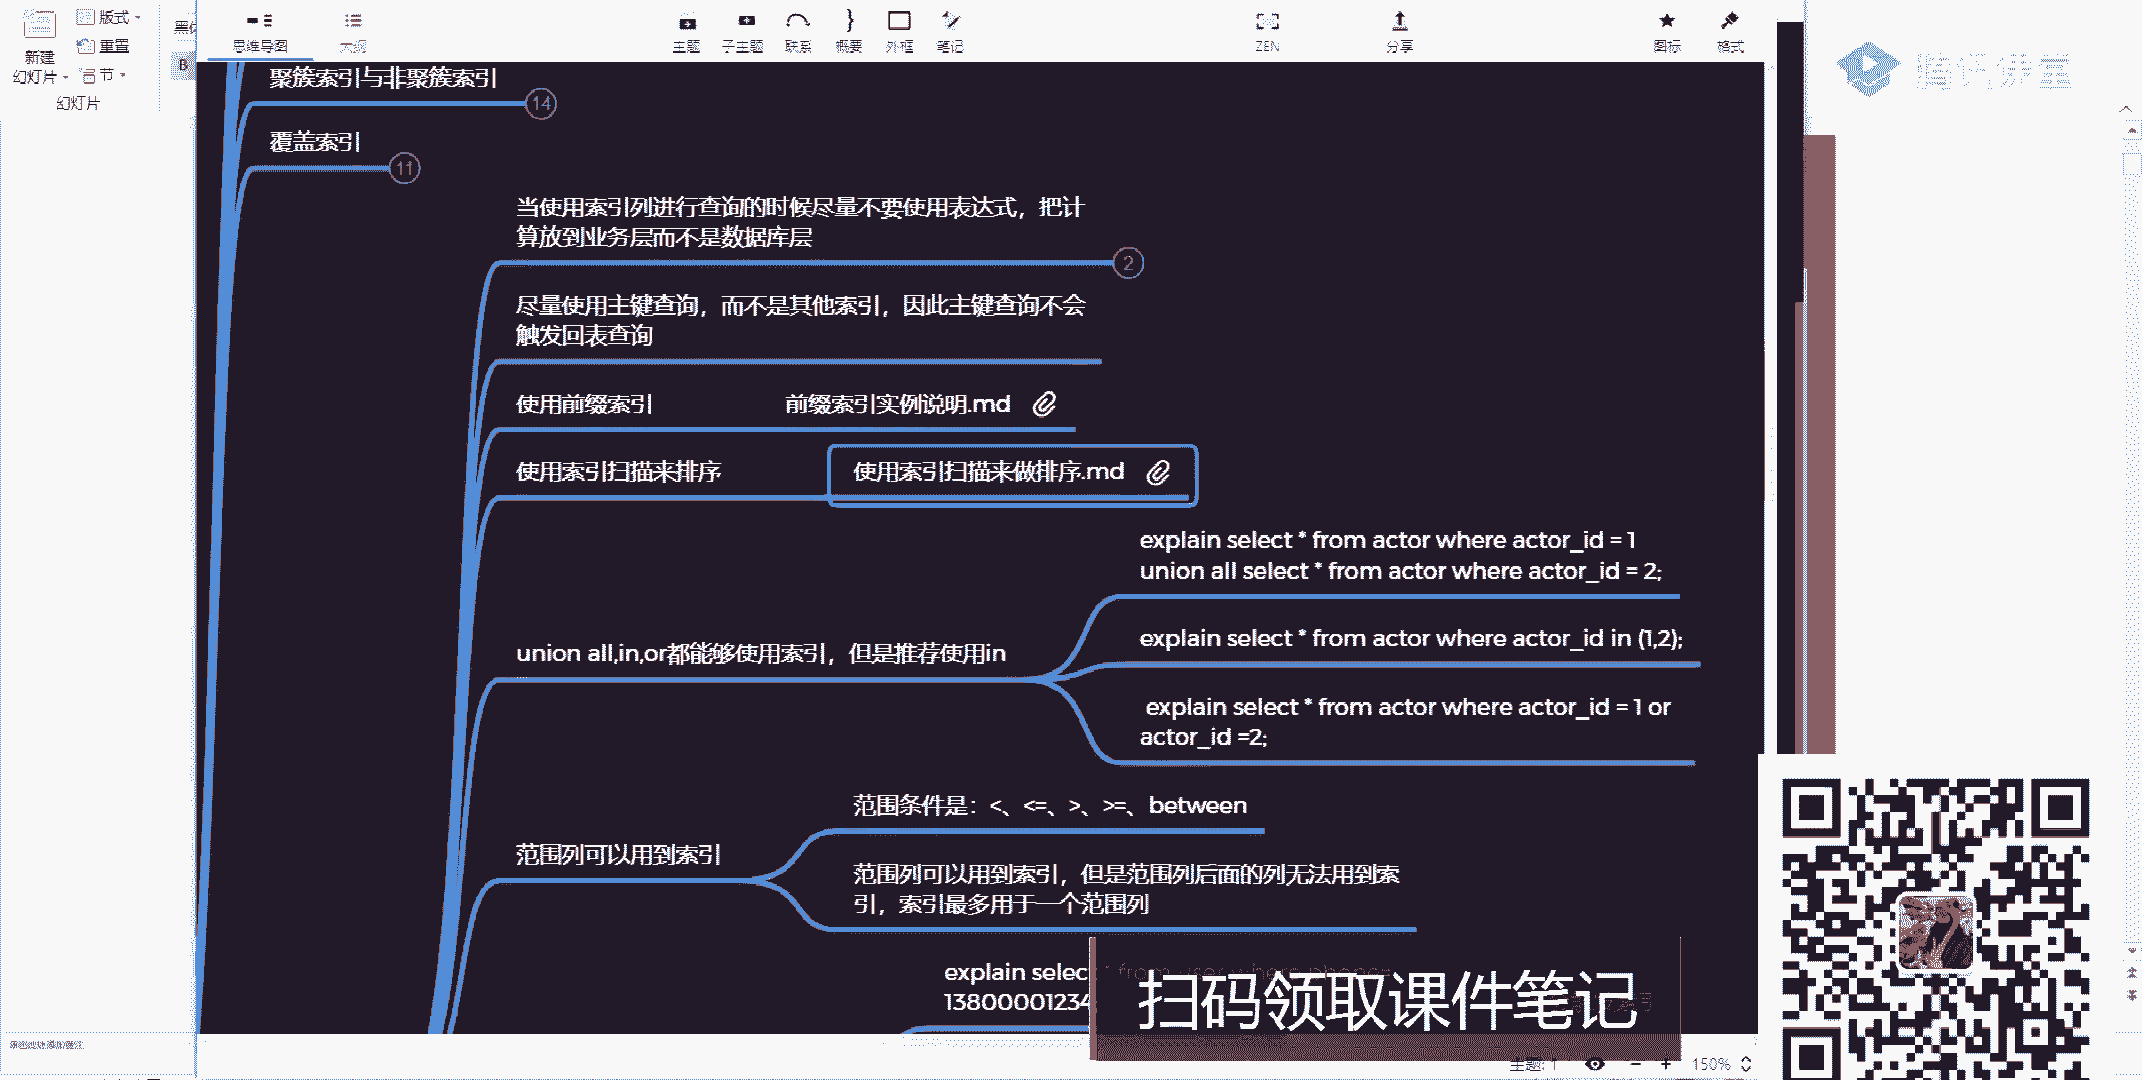 版式
重置
节
新建
幻灯片
幻灯片
B
思维导图
大纲
主题
子主题
联系
概要
外框
笔记
ZEN
分享
图标
格式
聚簇索引与非聚簇索引
14
覆盖索引
11
当使用索引列进行查询的时候尽量不要使用表达式，把计
算放到业务层而不是数据库层
2
尽量使用主键查询，而不是其他索引，因此主键查询不会
触发回表查询
使用前缀索引
前缀索引实例说明.md
使用索引扫描来排序
使用索引扫描来做排序.md
union all,in,or都能够使用索引，但是推荐使用in
explain select * from actor where actor_id = 1
union all select * from actor where actor_id = 2;
explain select * from actor where actor_id in (1,2);
explain select * from actor where actor_id = 1 or
actor_id =2;
范围列可以用到索引
范围条件是：<、<=、>、>=、between
范围列可以用到索引，但是范围列后面的列无法用到索
引，索引最多用于一个范围列
explain select * from user where phone=
13800001234
扫码领取课件笔记
主题: 1
150%